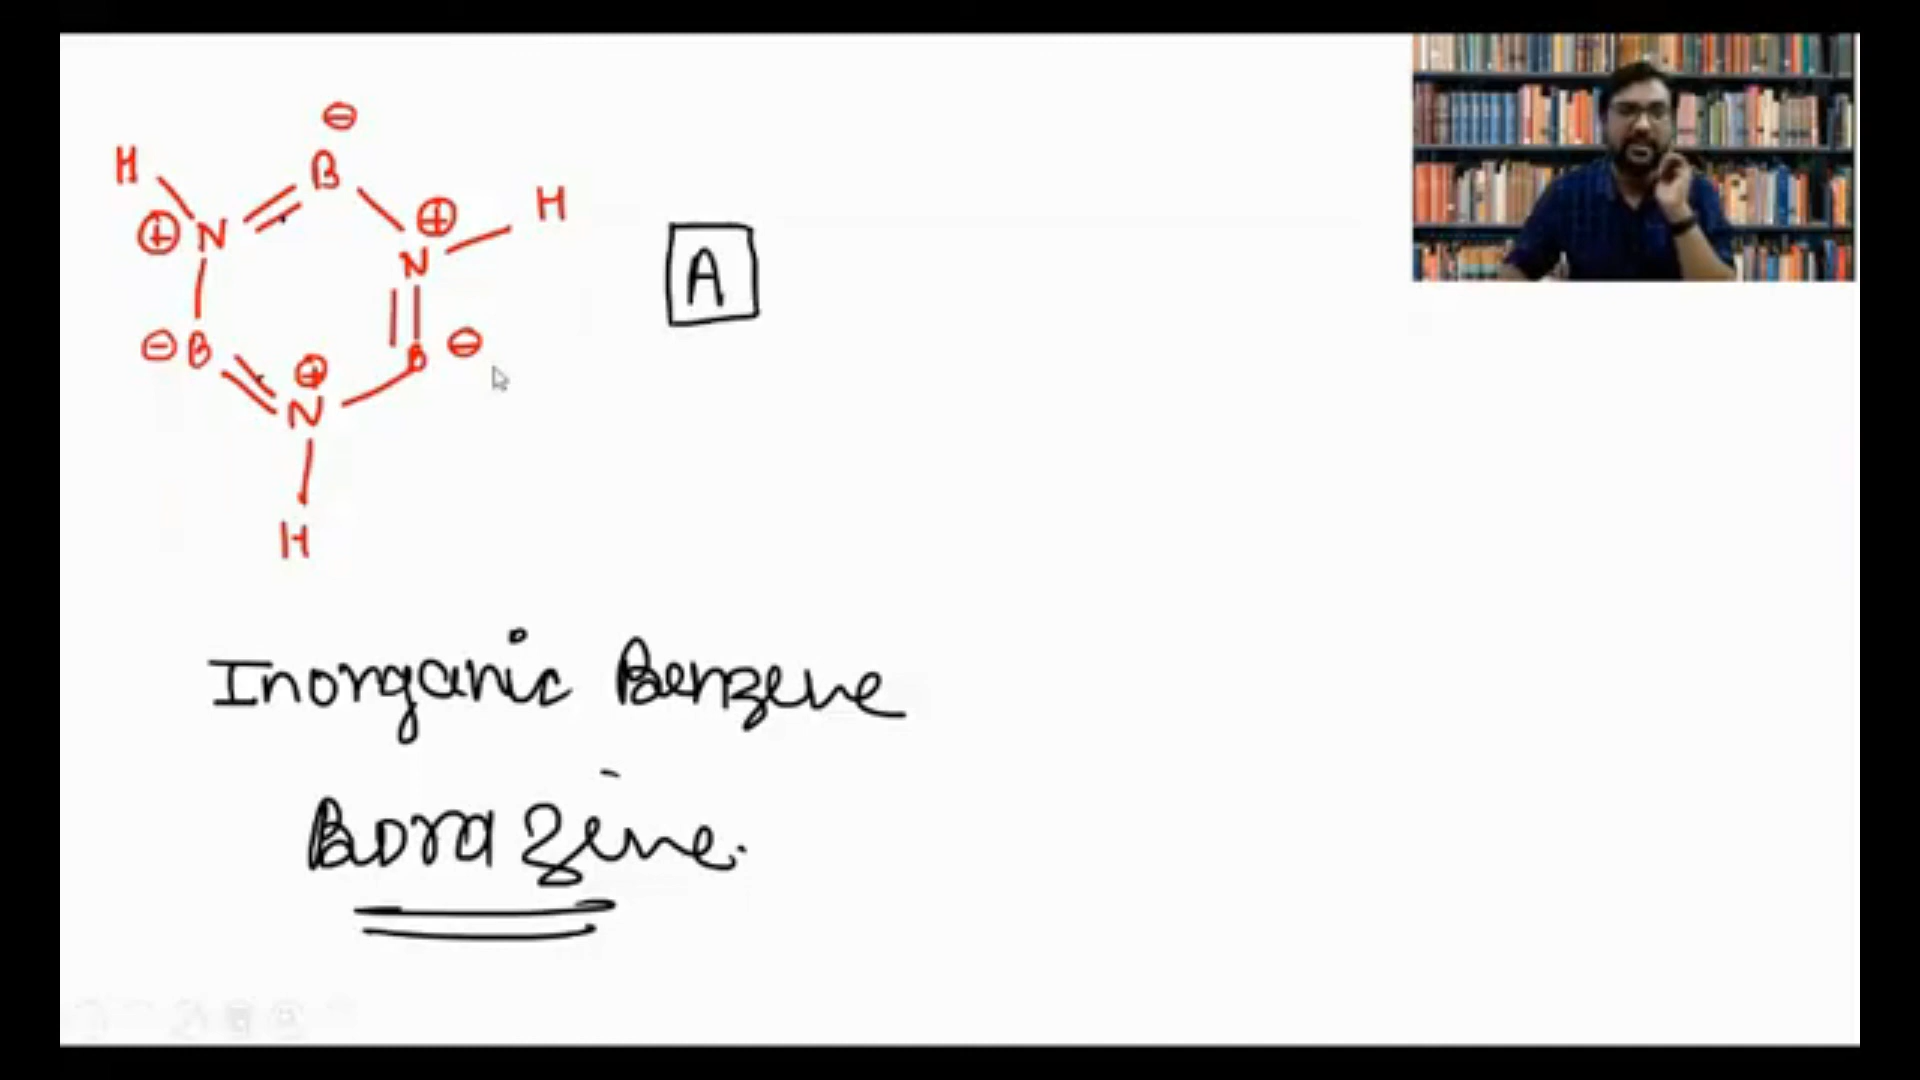 ⊖
H B
⊕ N ⊕ H
N
⊖ B ⊕ B ⊖
N
H
A
Inorganic Benzene
Borazine.